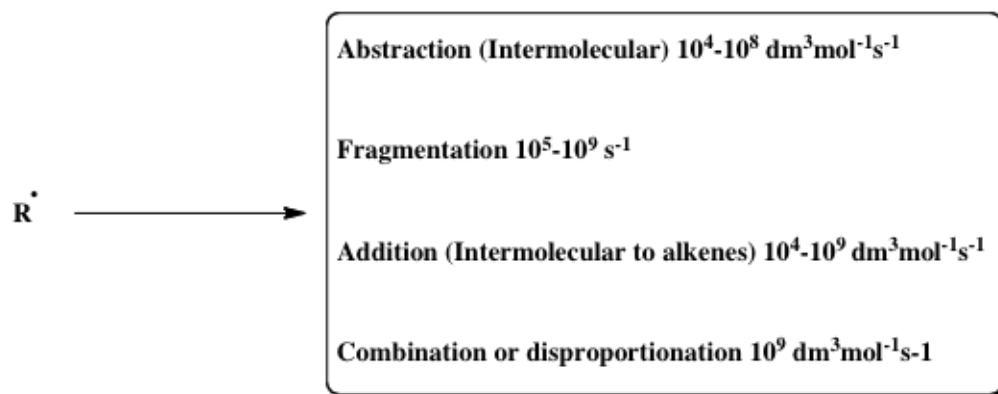 Abstraction (Intermolecular) 10⁴-10⁸ dm³mol⁻¹s⁻¹
Fragmentation 10⁵-10⁹ s⁻¹
R˙
Addition (Intermolecular to alkenes) 10⁴-10⁹ dm³mol⁻¹s⁻¹
Combination or disproportionation 10⁹ dm³mol⁻¹s-1